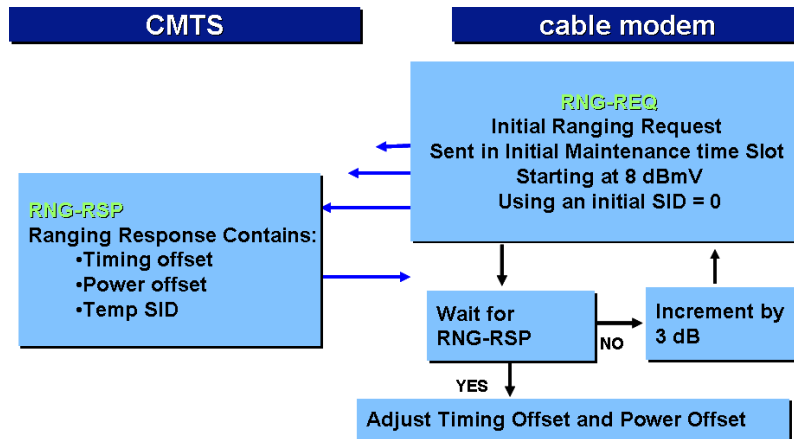 CMTS
cable modem
RNG-REQ
Initial Ranging Request
Sent in Initial Maintenance time Slot
Starting at 8 dBmV
Using an initial SID = 0
RNG-RSP
Ranging Response Contains:
•Timing offset
•Power offset
•Temp SID
Wait for
RNG-RSP
NO
Increment by
3 dB
YES
Adjust Timing Offset and Power Offset